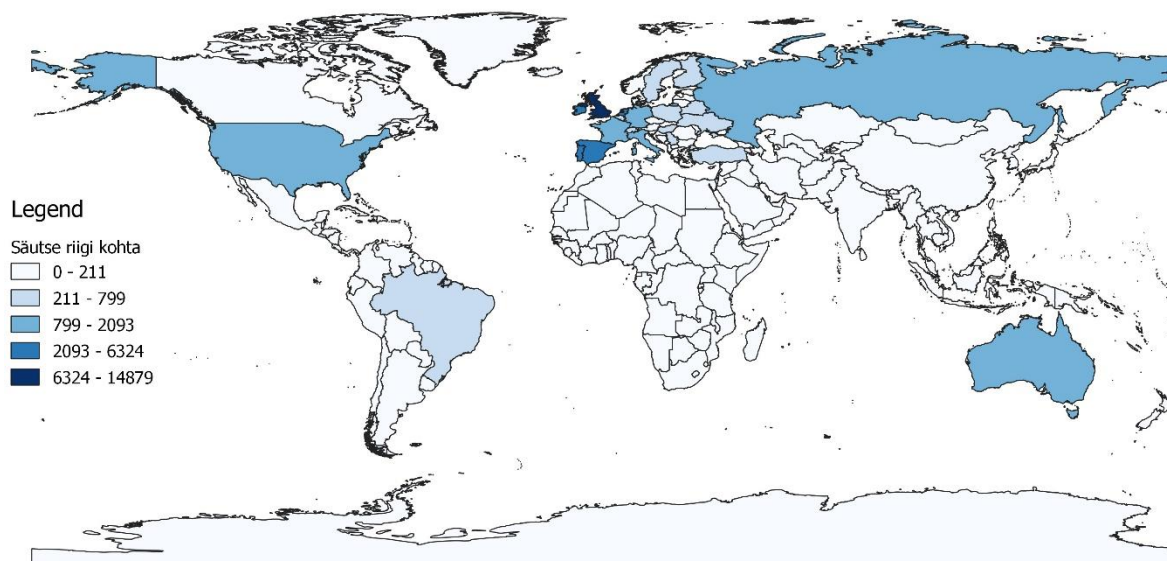 Legend
Säutse riigi kohta
0 - 211
211 - 799
799 - 2093
2093 - 6324
6324 - 14879